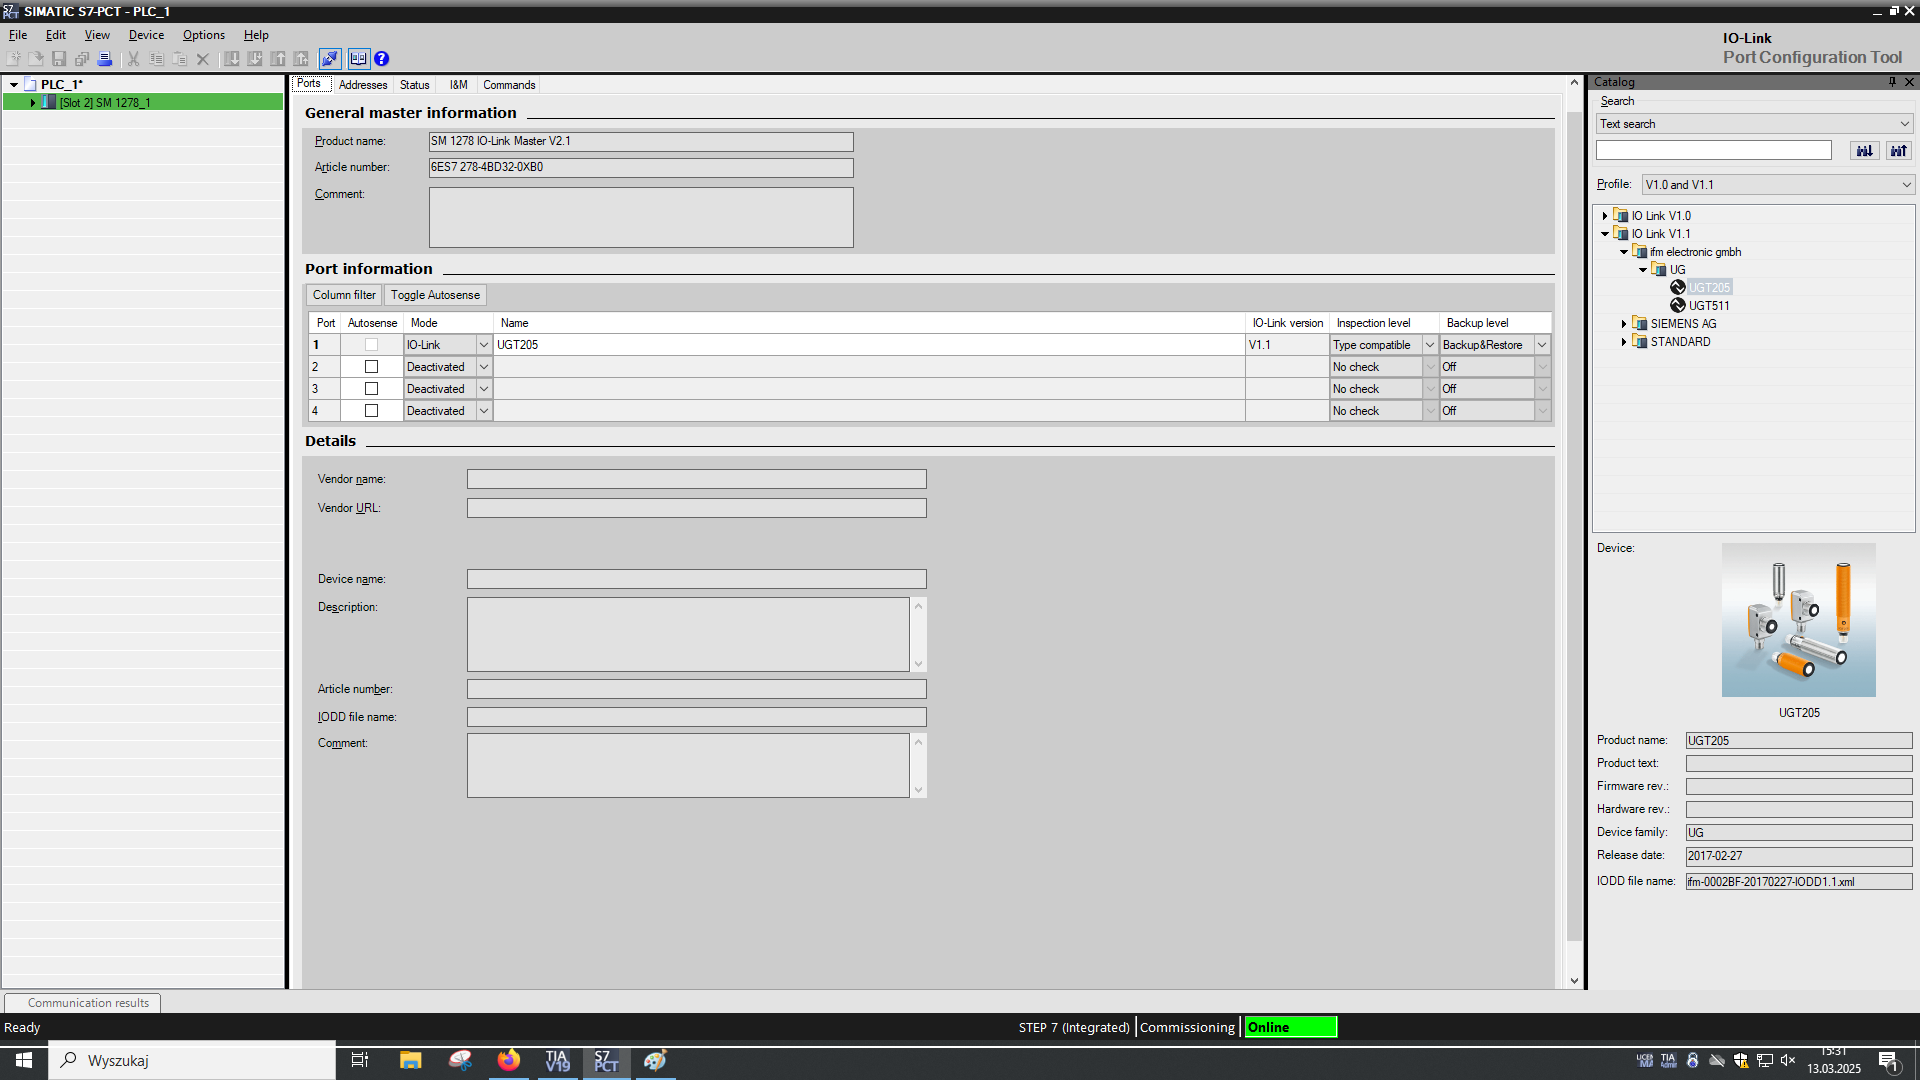 SIMATIC S7-PCT - PLC_1
File Edit View Device Options Help
IO-Link
Port Configuration Tool
PLC_1*
[Slot 2] SM 1278_1
Ports Addresses Status I&M Commands
General master information
Product name: SM 1278 IO-Link Master V2.1
Article number: 6ES7 278-4BD32-0XB0
Comment:
Port information
Column filter Toggle Autosense
Port Autosense Mode Name IO-Link version Inspection level Backup level
1 IO-Link UGT205 V1.1 Type compatible Backup&Restore
2 Deactivated No check Off
3 Deactivated No check Off
4 Deactivated No check Off
Details
Vendor name:
Vendor URL:
Device name:
Description:
Article number:
IODD file name:
Comment:
Catalog
Search
Text search
Profile: V1.0 and V1.1
IO Link V1.0
IO Link V1.1
ifm electronic gmbh
UG
UGT205
UGT511
SIEMENS AG
STANDARD
Device:
UGT205
Product name: UGT205
Product text:
Firmware rev.:
Hardware rev.:
Device family: UG
Release date: 2017-02-27
IODD file name: ifm-0002BF-20170227-IODD1.1.xml
Communication results
Ready STEP 7 (Integrated) Commissioning Online
Wyszukaj
TIA V19
S7 PCT
15:31
13.03.2025
1